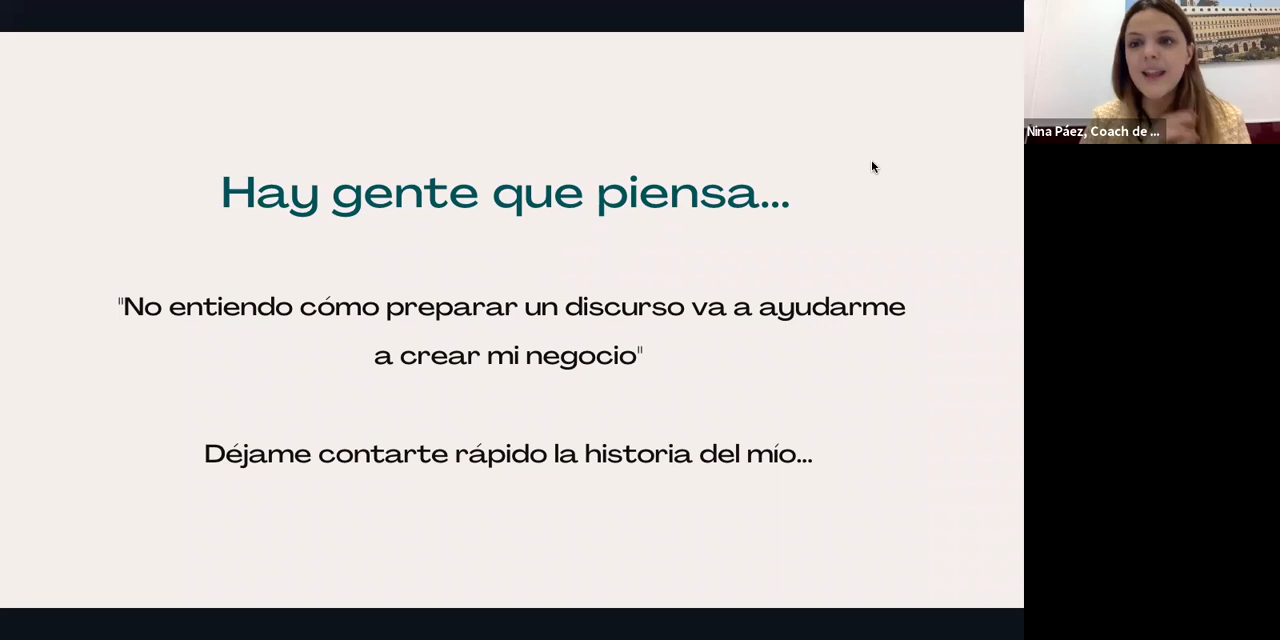 Hay gente que piensa...
"No entiendo cómo preparar un discurso va a ayudarme
a crear mi negocio"
Déjame contarte rápido la historia del mío...
Nina Páez, Coach de ...